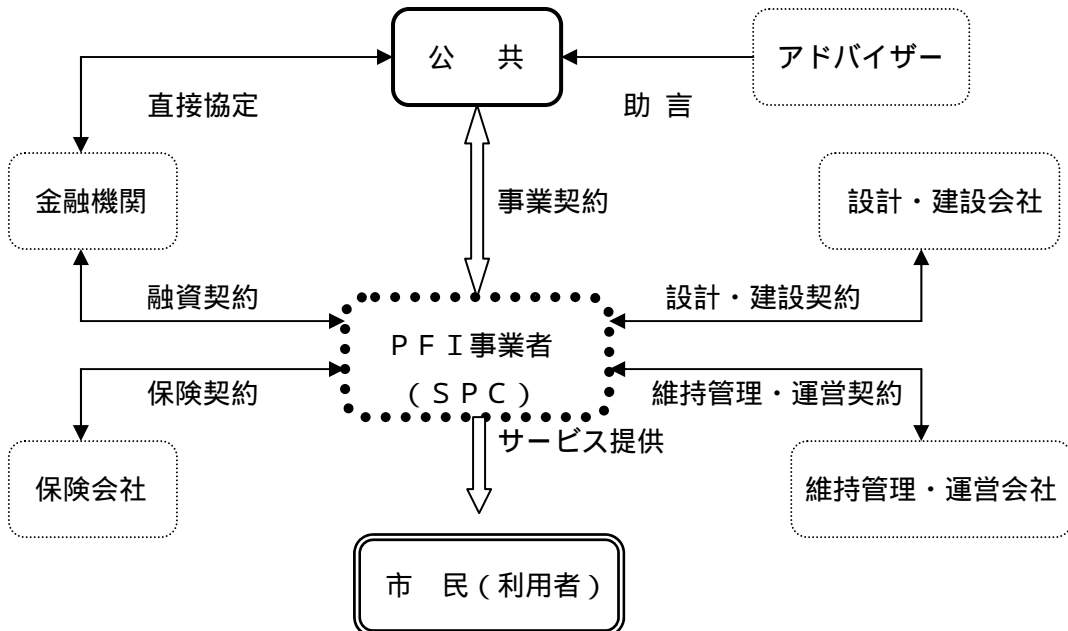 公　共
アドバイザー
直接協定
助 言
金融機関
事業契約
設計・建設会社
融資契約
設計・建設契約
ＰＦＩ事業者
（ＳＰＣ）
保険契約
維持管理・運営契約
サービス提供
保険会社
維持管理・運営会社
市　民（利用者）